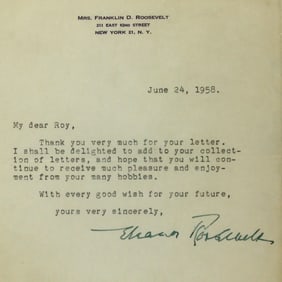 MRS. FRANKLIN D. ROOSEVELT
211 EAST 62ND STREET
NEW YORK 21, N. Y.
June 24, 1958.
My dear Roy,
Thank you very much for your letter.
I shall be delighted to add to your collect-
ion of letters, and hope that you will con-
tinue to receive much pleasure and enjoy-
ment from your many hobbies.
With every good wish for your future,
yours very sincerely,
Eleanor Roosevelt